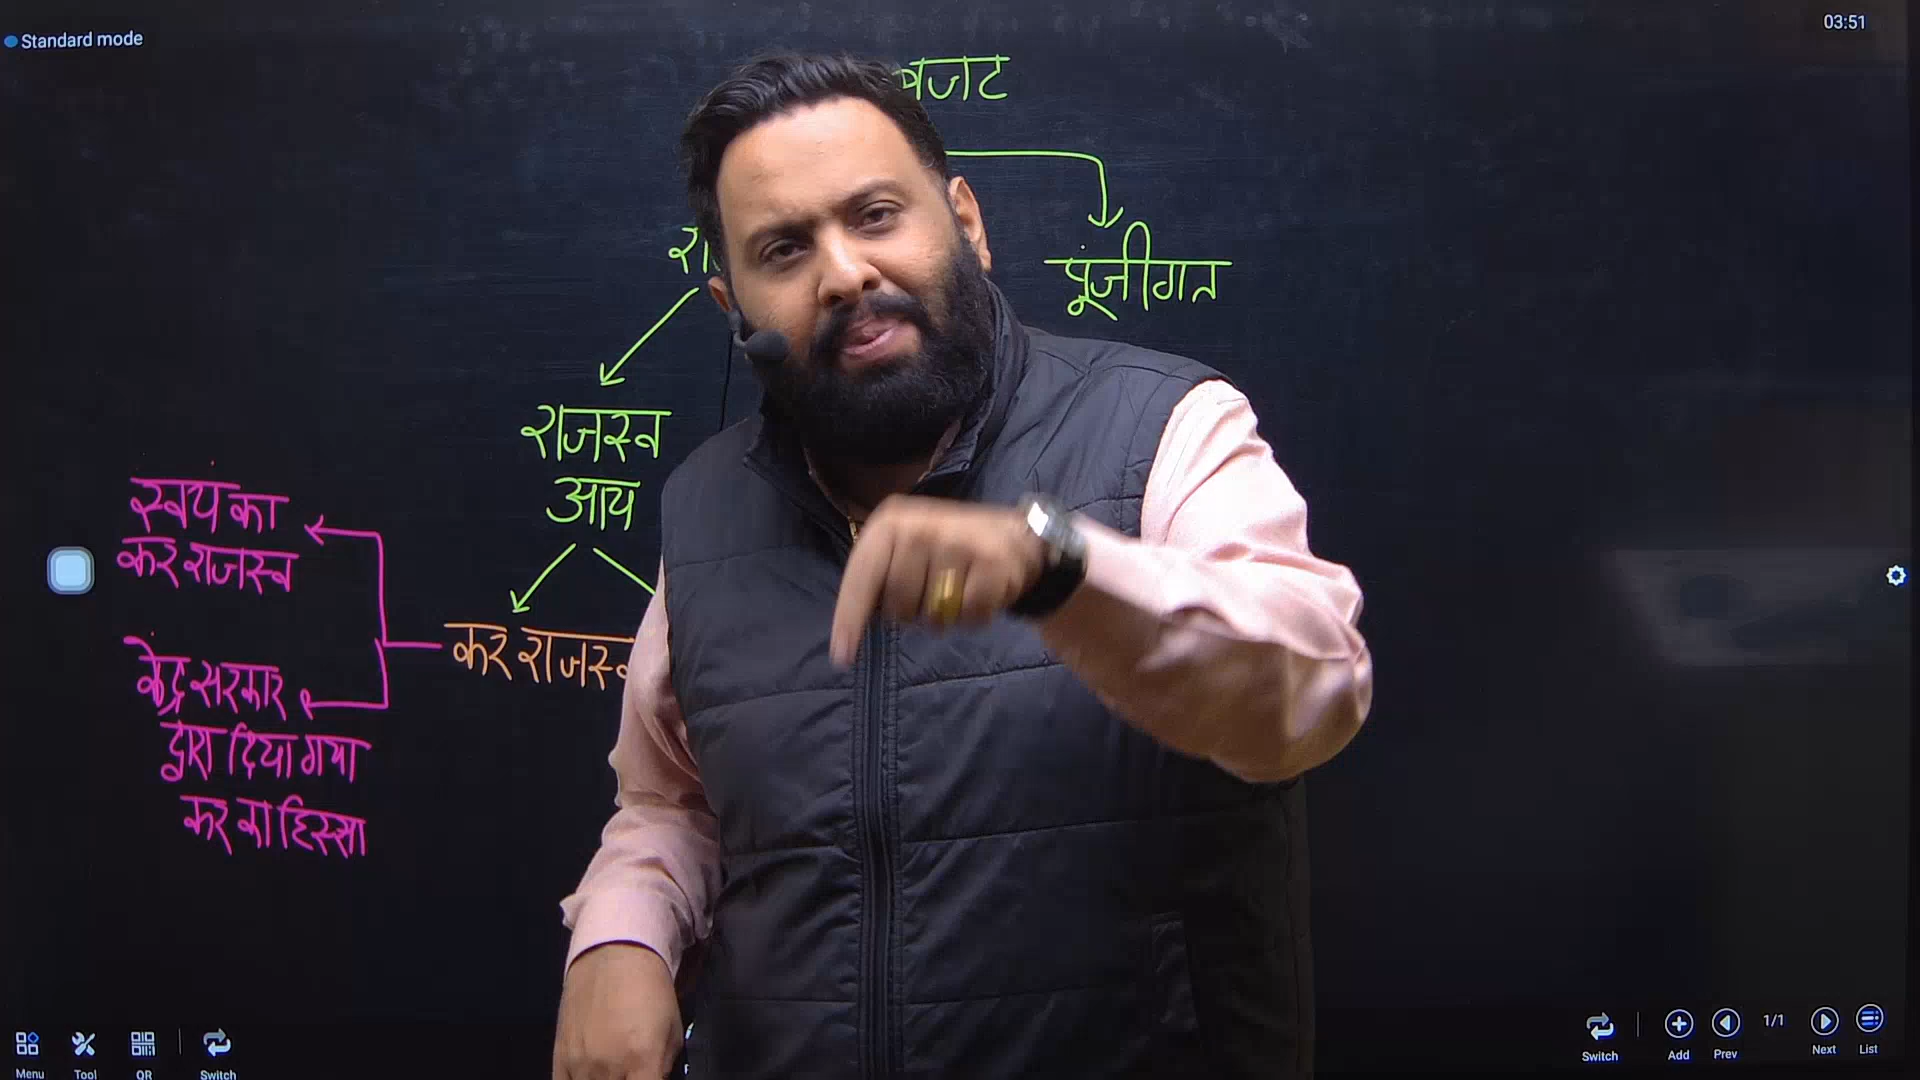 Standard mode
03:51
बजट
पूंजीगत
राजस्व
आय
स्वयं का
कर राजस्व
कर राजस्व
केंद्र सरकार
द्वारा दिया गया
कर का हिस्सा
Menu
Tool
QR
Switch
Switch
Add
Prev
1/1
Next
List